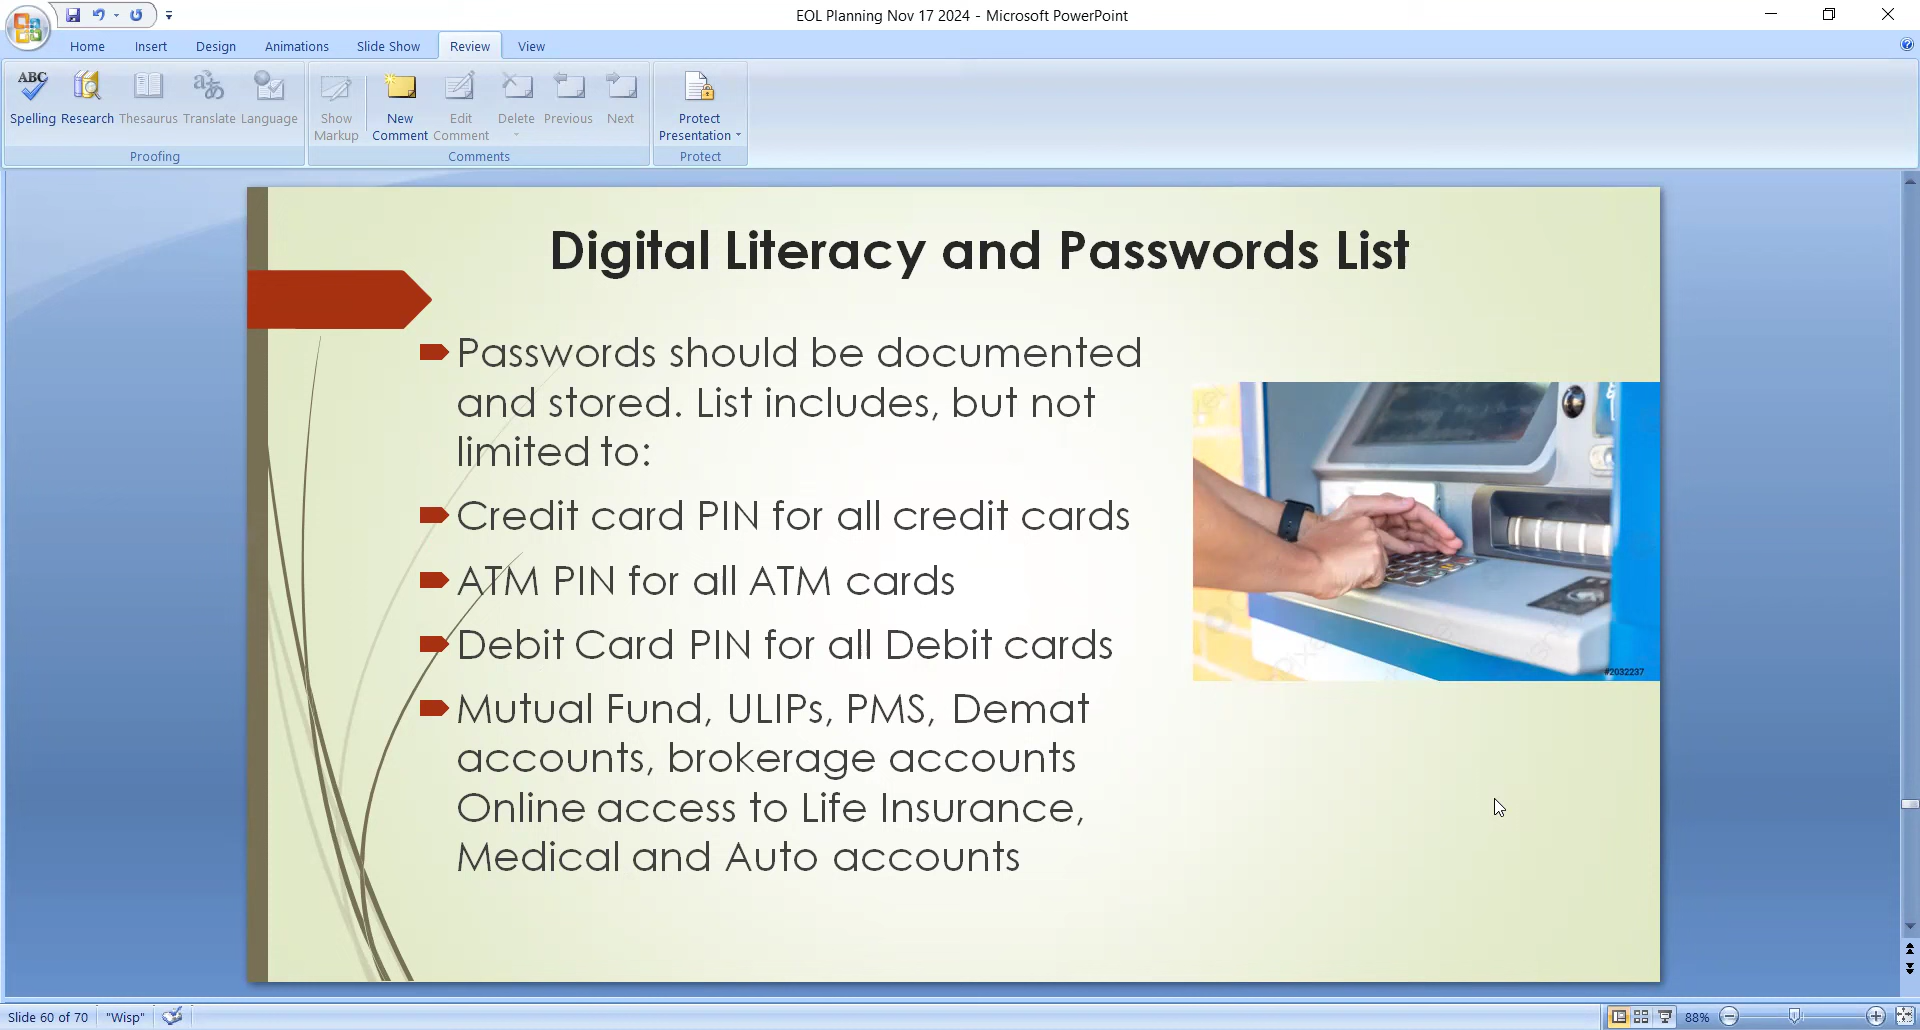 EOL Planning Nov 17 2024 - Microsoft PowerPoint
Home Insert Design Animations Slide Show Review View
ABC
Spelling Research Thesaurus Translate Language Show Markup New Comment Edit Comment Delete Previous Next Protect Presentation
Proofing Comments Protect
Digital Literacy and Passwords List
Passwords should be documented
and stored. List includes, but not
limited to:
Credit card PIN for all credit cards
ATM PIN for all ATM cards
Debit Card PIN for all Debit cards
Mutual Fund, ULIPs, PMS, Demat
accounts, brokerage accounts
Online access to Life Insurance,
Medical and Auto accounts
#2032237
Slide 60 of 70 "Wisp" 88%